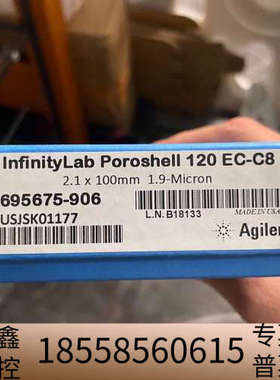 InfinityLab Poroshell 120 EC-C8
2.1 x 100mm 1.9-Micron
695675-906
USJSK01177
L.N. B18133
MADE IN USA
Agilen
鑫 18558560615 专
控 普